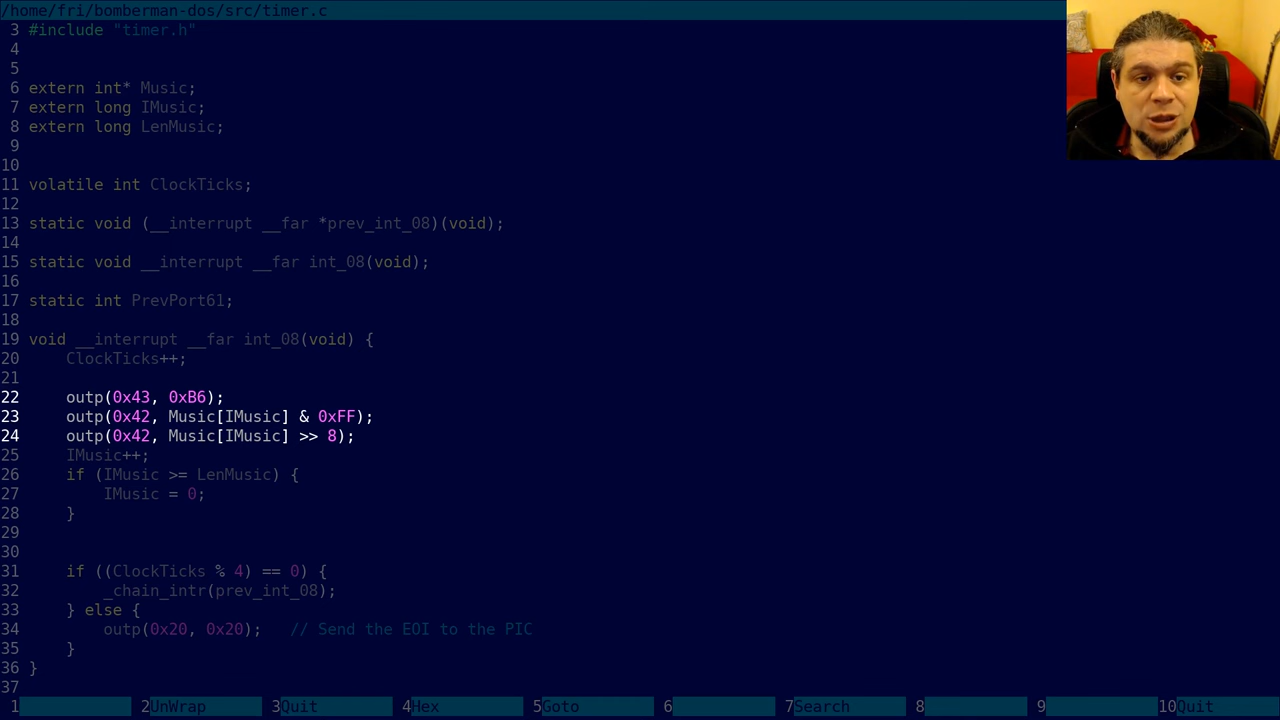 /home/fri/bomberman-dos/src/timer.c
3 #include "timer.h"
4
5
6 extern int* Music;
7 extern long IMusic;
8 extern long LenMusic;
9
10
11 volatile int ClockTicks;
12
13 static void (__interrupt __far *prev_int_08)(void);
14
15 static void __interrupt __far int_08(void);
16
17 static int PrevPort61;
18
19 void __interrupt __far int_08(void) {
20     ClockTicks++;
21
22     outp(0x43, 0xB6);
23     outp(0x42, Music[IMusic] & 0xFF);
24     outp(0x42, Music[IMusic] >> 8);
25     IMusic++;
26     if (IMusic >= LenMusic) {
27         IMusic = 0;
28     }
29
30
31     if ((ClockTicks % 4) == 0) {
32         _chain_intr(prev_int_08);
33     } else {
34         outp(0x20, 0x20);   // Send the EOI to the PIC
35     }
36 }
37
1 2UnWrap 3Quit 4Hex 5Goto 6 7Search 8 9 10Quit